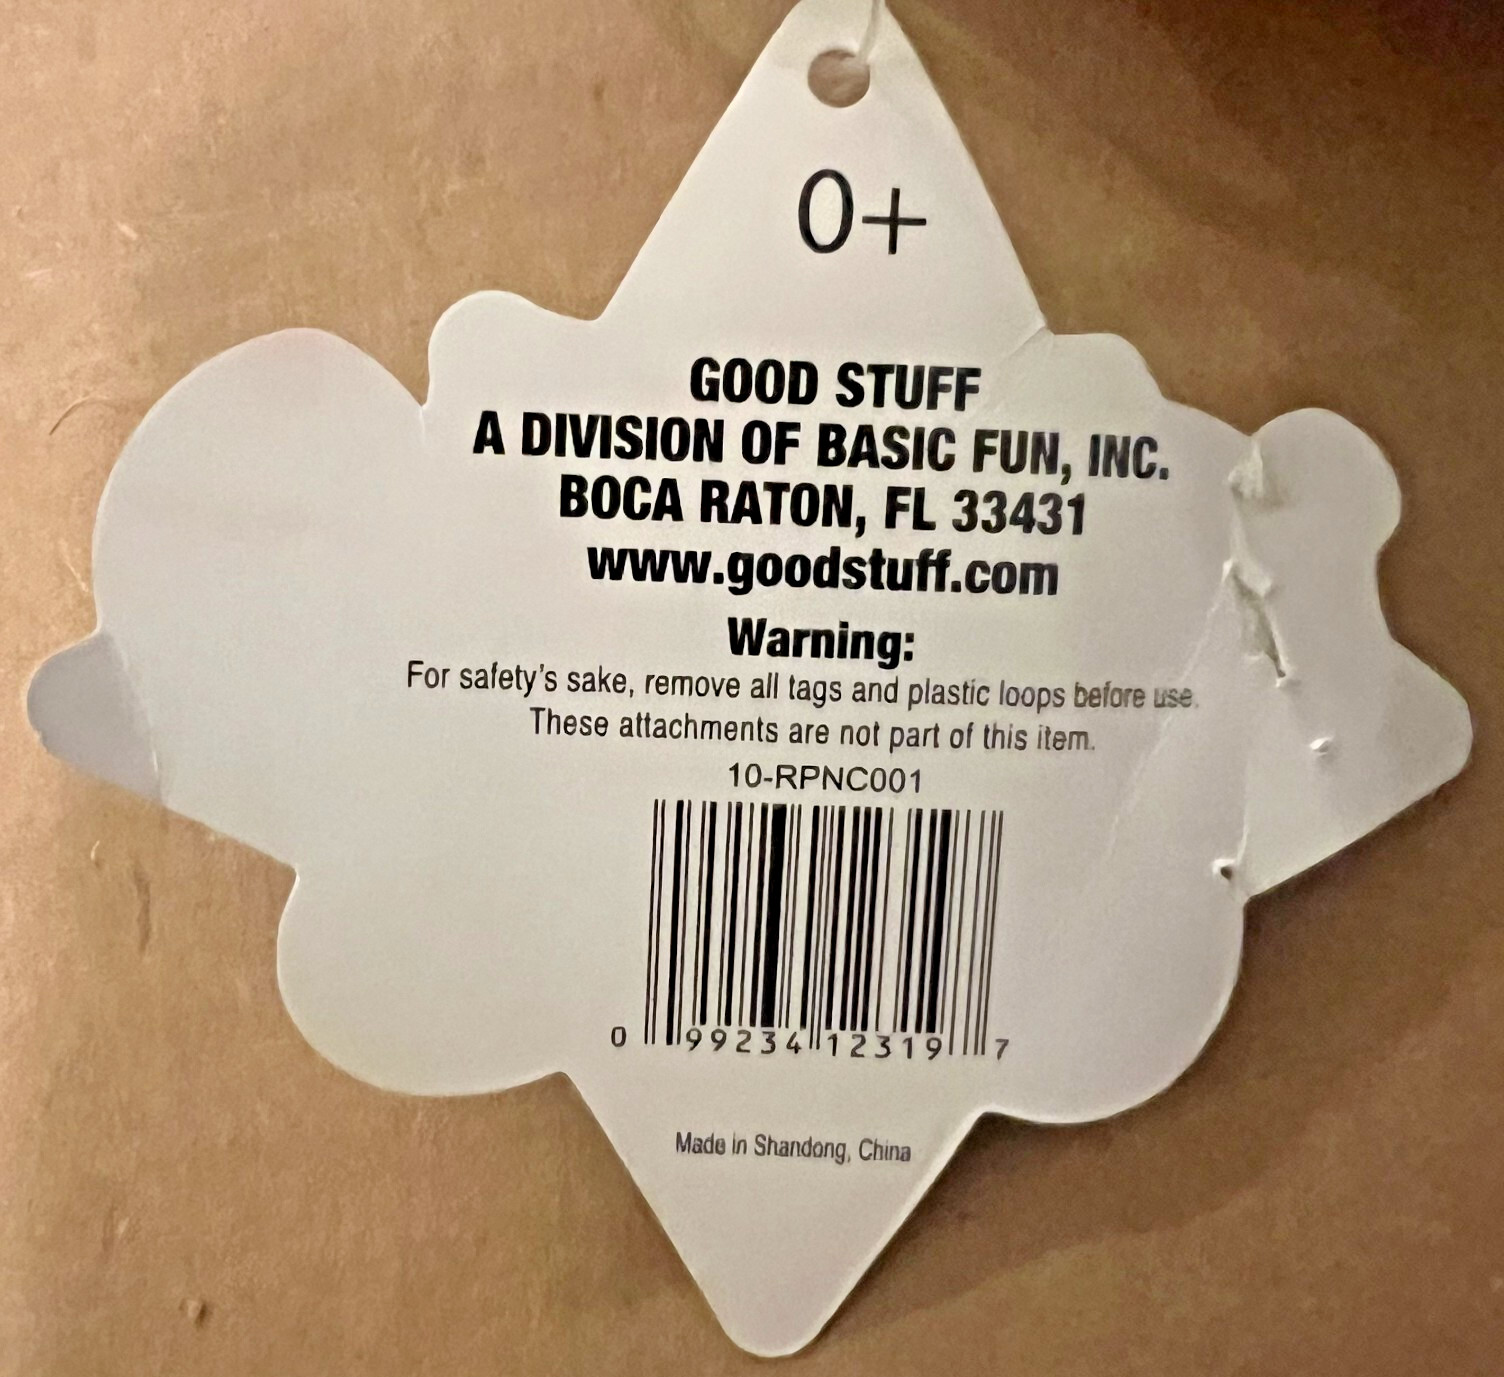 0+
GOOD STUFF
A DIVISION OF BASIC FUN, INC.
BOCA RATON, FL 33431
www.goodstuff.com
Warning:
For safety's sake, remove all tags and plastic loops before use.
These attachments are not part of this item.
10-RPNC001
0 99234 12319 7
Made in Shandong, China